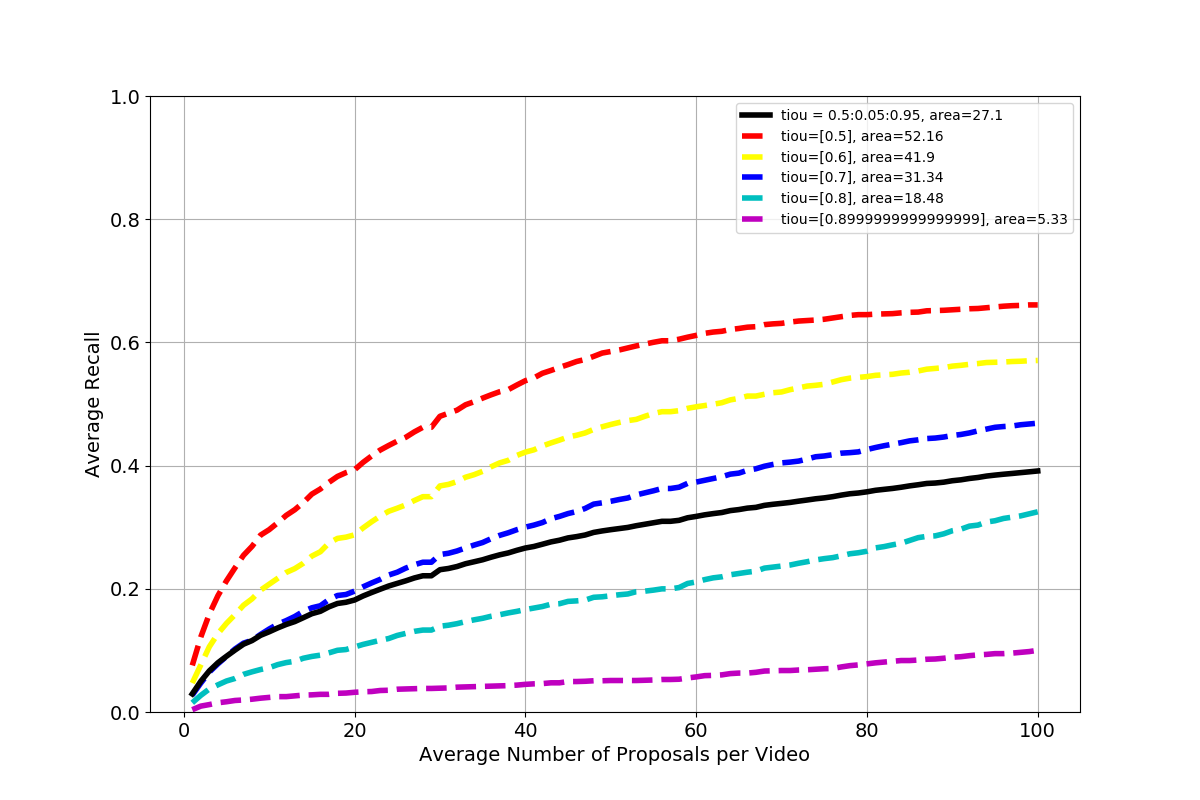 1.0
0.8
0.6
0.4
0.2
0.0
Average Recall
tiou = 0.5:0.05:0.95, area=27.1
tiou=[0.5], area=52.16
tiou=[0.6], area=41.9
tiou=[0.7], area=31.34
tiou=[0.8], area=18.48
tiou=[0.8999999999999999], area=5.33
0 20 40 60 80 100
Average Number of Proposals per Video